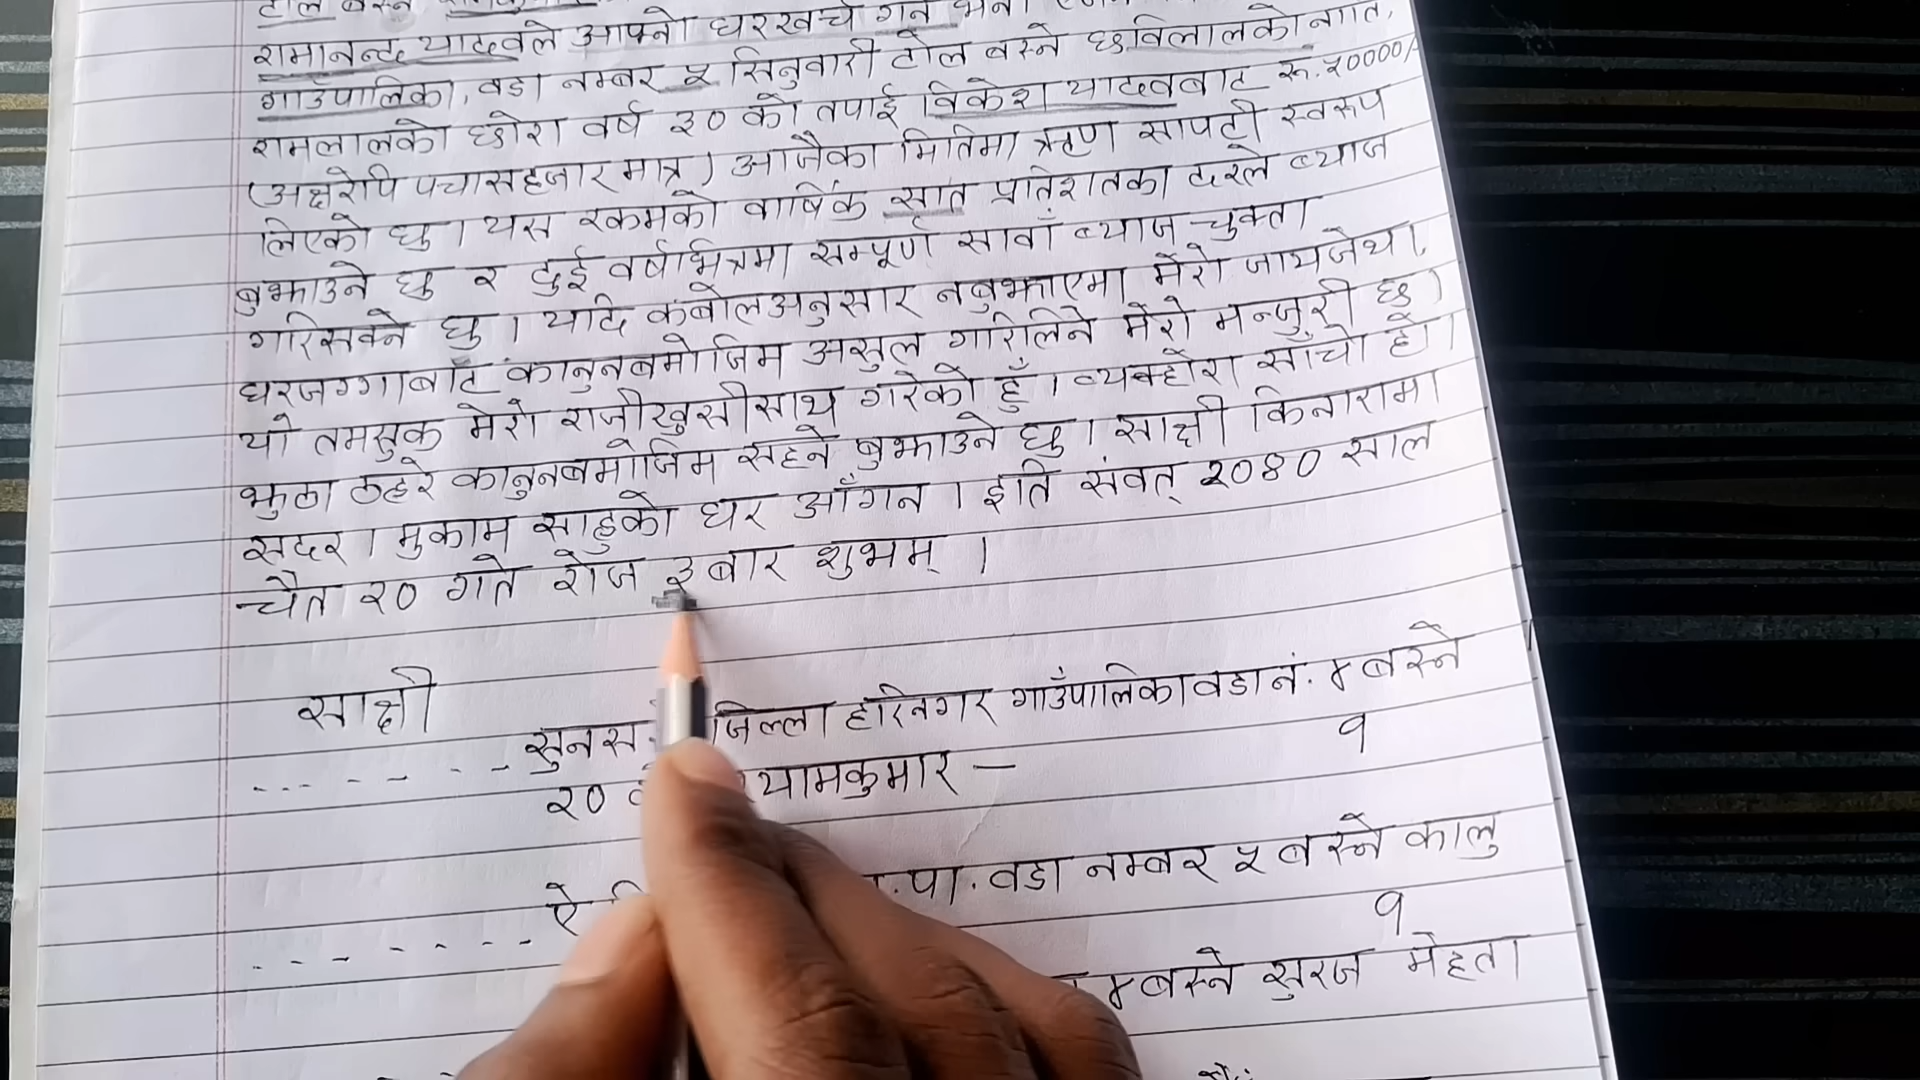 टोल बस्ने
रामानन्द यादवले आफ्नो घरखर्च गर्न भनी
गाउँपालिका, वडा नम्बर ५ सिनुवारी टोल बस्ने छविलालको नाति,
रामलालको छोरा वर्ष ३० को तपाई विकेश यादवबाट रू. ५००००/
(अक्षरेपि पचासहजार मात्र) आजैका मितिमा ऋण सापटी स्वरूप
लिएको छु । यस रकमको वार्षिक सात प्रतिशतका दरले ब्याज
बुझाउने छु र दुई वर्षभित्रमा सम्पूर्ण सावाँ ब्याज चुक्ता
गरिसक्ने छु । यदि कबोलअनुसार नबुझाएमा मेरो जायजेथा,
घरजग्गाबाट कानुनबमोजिम असुल गरिलिने मेरो मन्जुरी छ ।
यो तमसुक मेरो राजीखुसीसाथ गरेको हुँ । व्यक्होरा साँचो हो ।
झुठा ठहरे कानुनबमोजिम सहने बुझाउने छु । साक्षी किनारामा
सदर । मुकाम साहुको घर आँगन । इति संवत् २०८० साल
चैत २० गते रोज ३ बार शुभम् ।
साक्षी
सुनस जिल्ला हरिनगर गाउँपालिका वडा नं. ४ बस्ने
२० यामकुमार — १
ऐ .पा. वडा नम्बर ५ बस्ने कालु
१
४ बस्ने सुरज मेहता